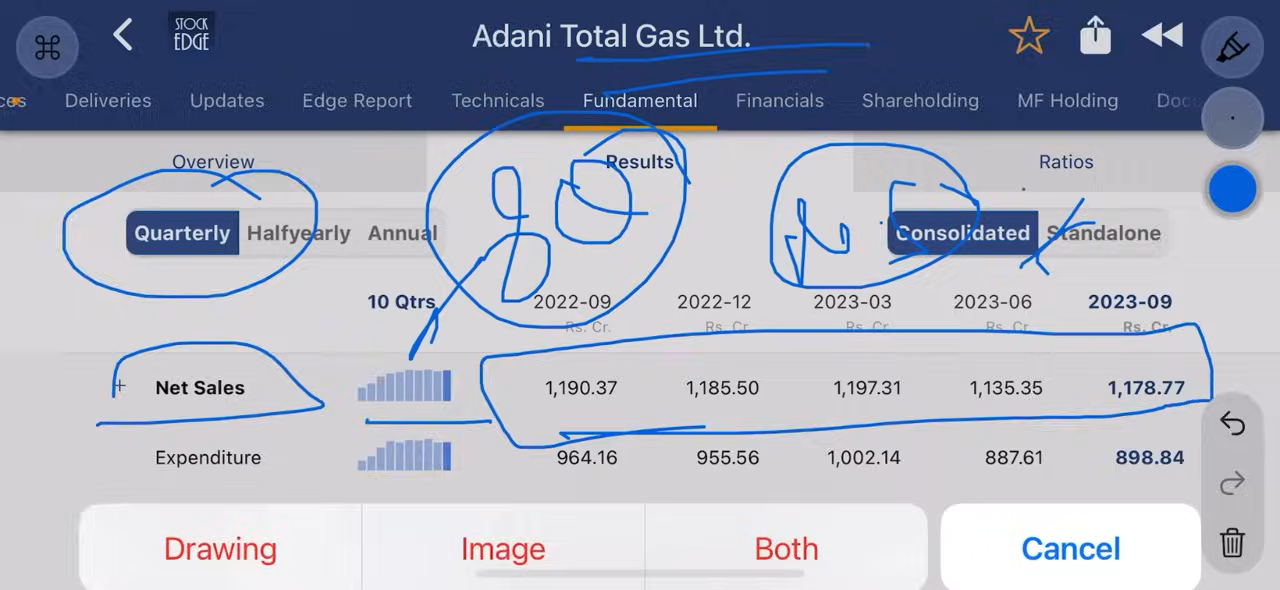 STOCK
EDGE
Adani Total Gas Ltd.
Deliveries Updates Edge Report Technicals Fundamental Financials Shareholding MF Holding
Overview Results Ratios
Quarterly Halfyearly Annual Consolidated Standalone
10 Qtrs 2022-09 2022-12 2023-03 2023-06 2023-09
Rs. Cr. Rs. Cr Rs. Cr. Rs. Cr. Rs. Cr.
+ Net Sales 1,190.37 1,185.50 1,197.31 1,135.35 1,178.77
Expenditure 964.16 955.56 1,002.14 887.61 898.84
Drawing Image Both Cancel